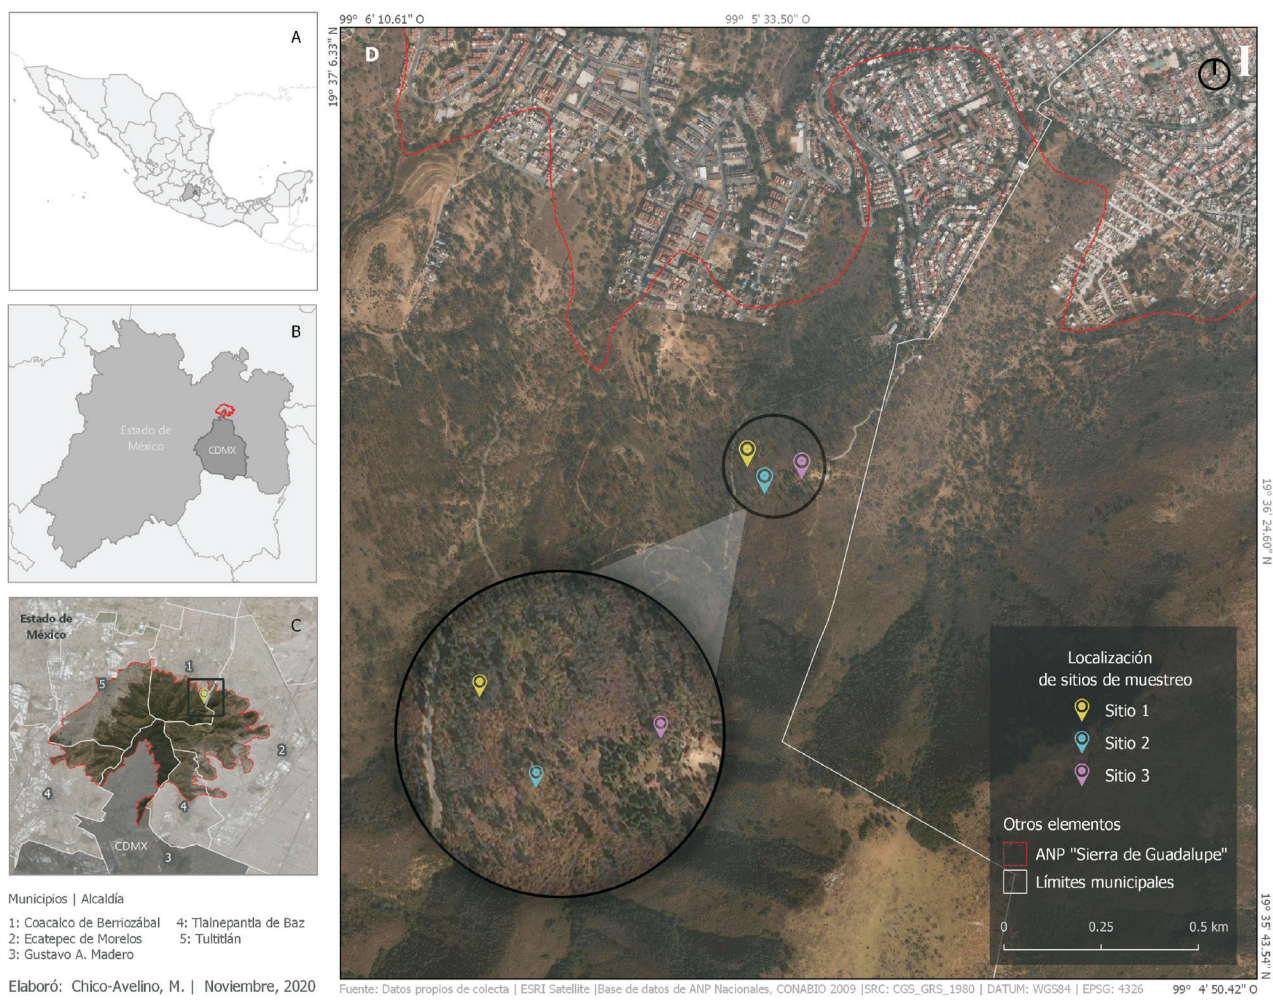 A
B
Estado de
México
CDMX
Estado de
México
C
1
5
2
4
4
CDMX
3
Municipios | Alcaldía
1: Coacalco de Berriozábal 4: Tlalnepantla de Baz
2: Ecatepec de Morelos 5: Tultitlán
3: Gustavo A. Madero
Elaboró: Chico-Avelino, M. | Noviembre, 2020
99° 6' 10.61" O
99° 5' 33.50" O
19° 37' 6.33" N
D
19° 36' 24.60" N
Localización
de sitios de muestreo
Sitio 1
Sitio 2
Sitio 3
Otros elementos
ANP "Sierra de Guadalupe"
Límites municipales
0 0.25 0.5 km
19° 35' 43.54" N
Fuente: Datos propios de colecta | ESRI Satellite |Base de datos de ANP Nacionales, CONABIO 2009 |SRC: CGS_GRS_1980 | DATUM: WGS84 | EPSG: 4326
99° 4' 50.42" O